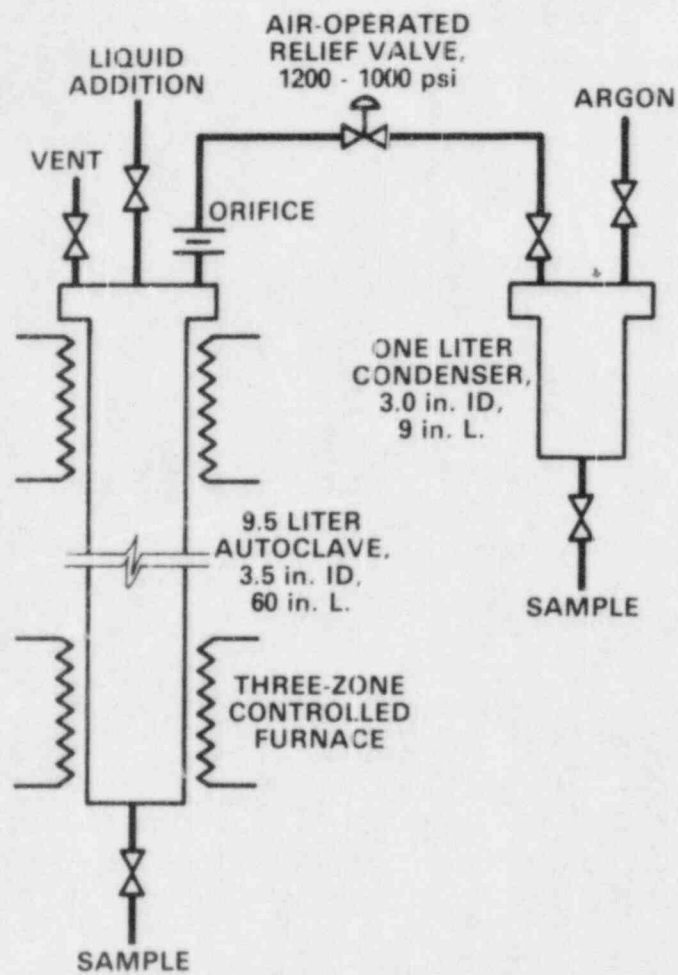 AIR-OPERATED
RELIEF VALVE,
1200 - 1000 psi
LIQUID
ADDITION
ARGON
VENT
ORIFICE
ONE LITER
CONDENSER,
3.0 in. ID,
9 in. L.
9.5 LITER
AUTOCLAVE,
3.5 in. ID,
60 in. L.
SAMPLE
THREE-ZONE
CONTROLLED
FURNACE
SAMPLE